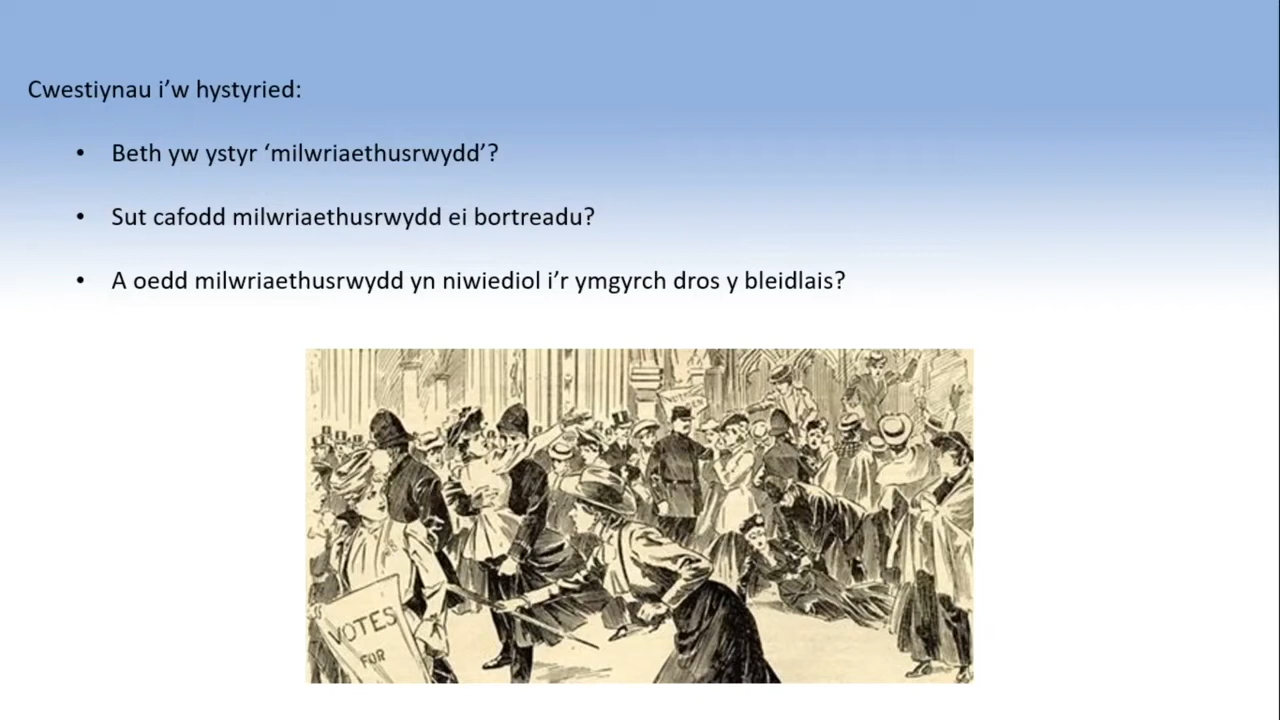 Cwestiynau i’w hystyried:
• Beth yw ystyr ‘milwriaethusrwydd’?
• Sut cafodd milwriaethusrwydd ei bortreadu?
• A oedd milwriaethusrwydd yn niwiediol i’r ymgyrch dros y bleidlais?
VOTES
FOR